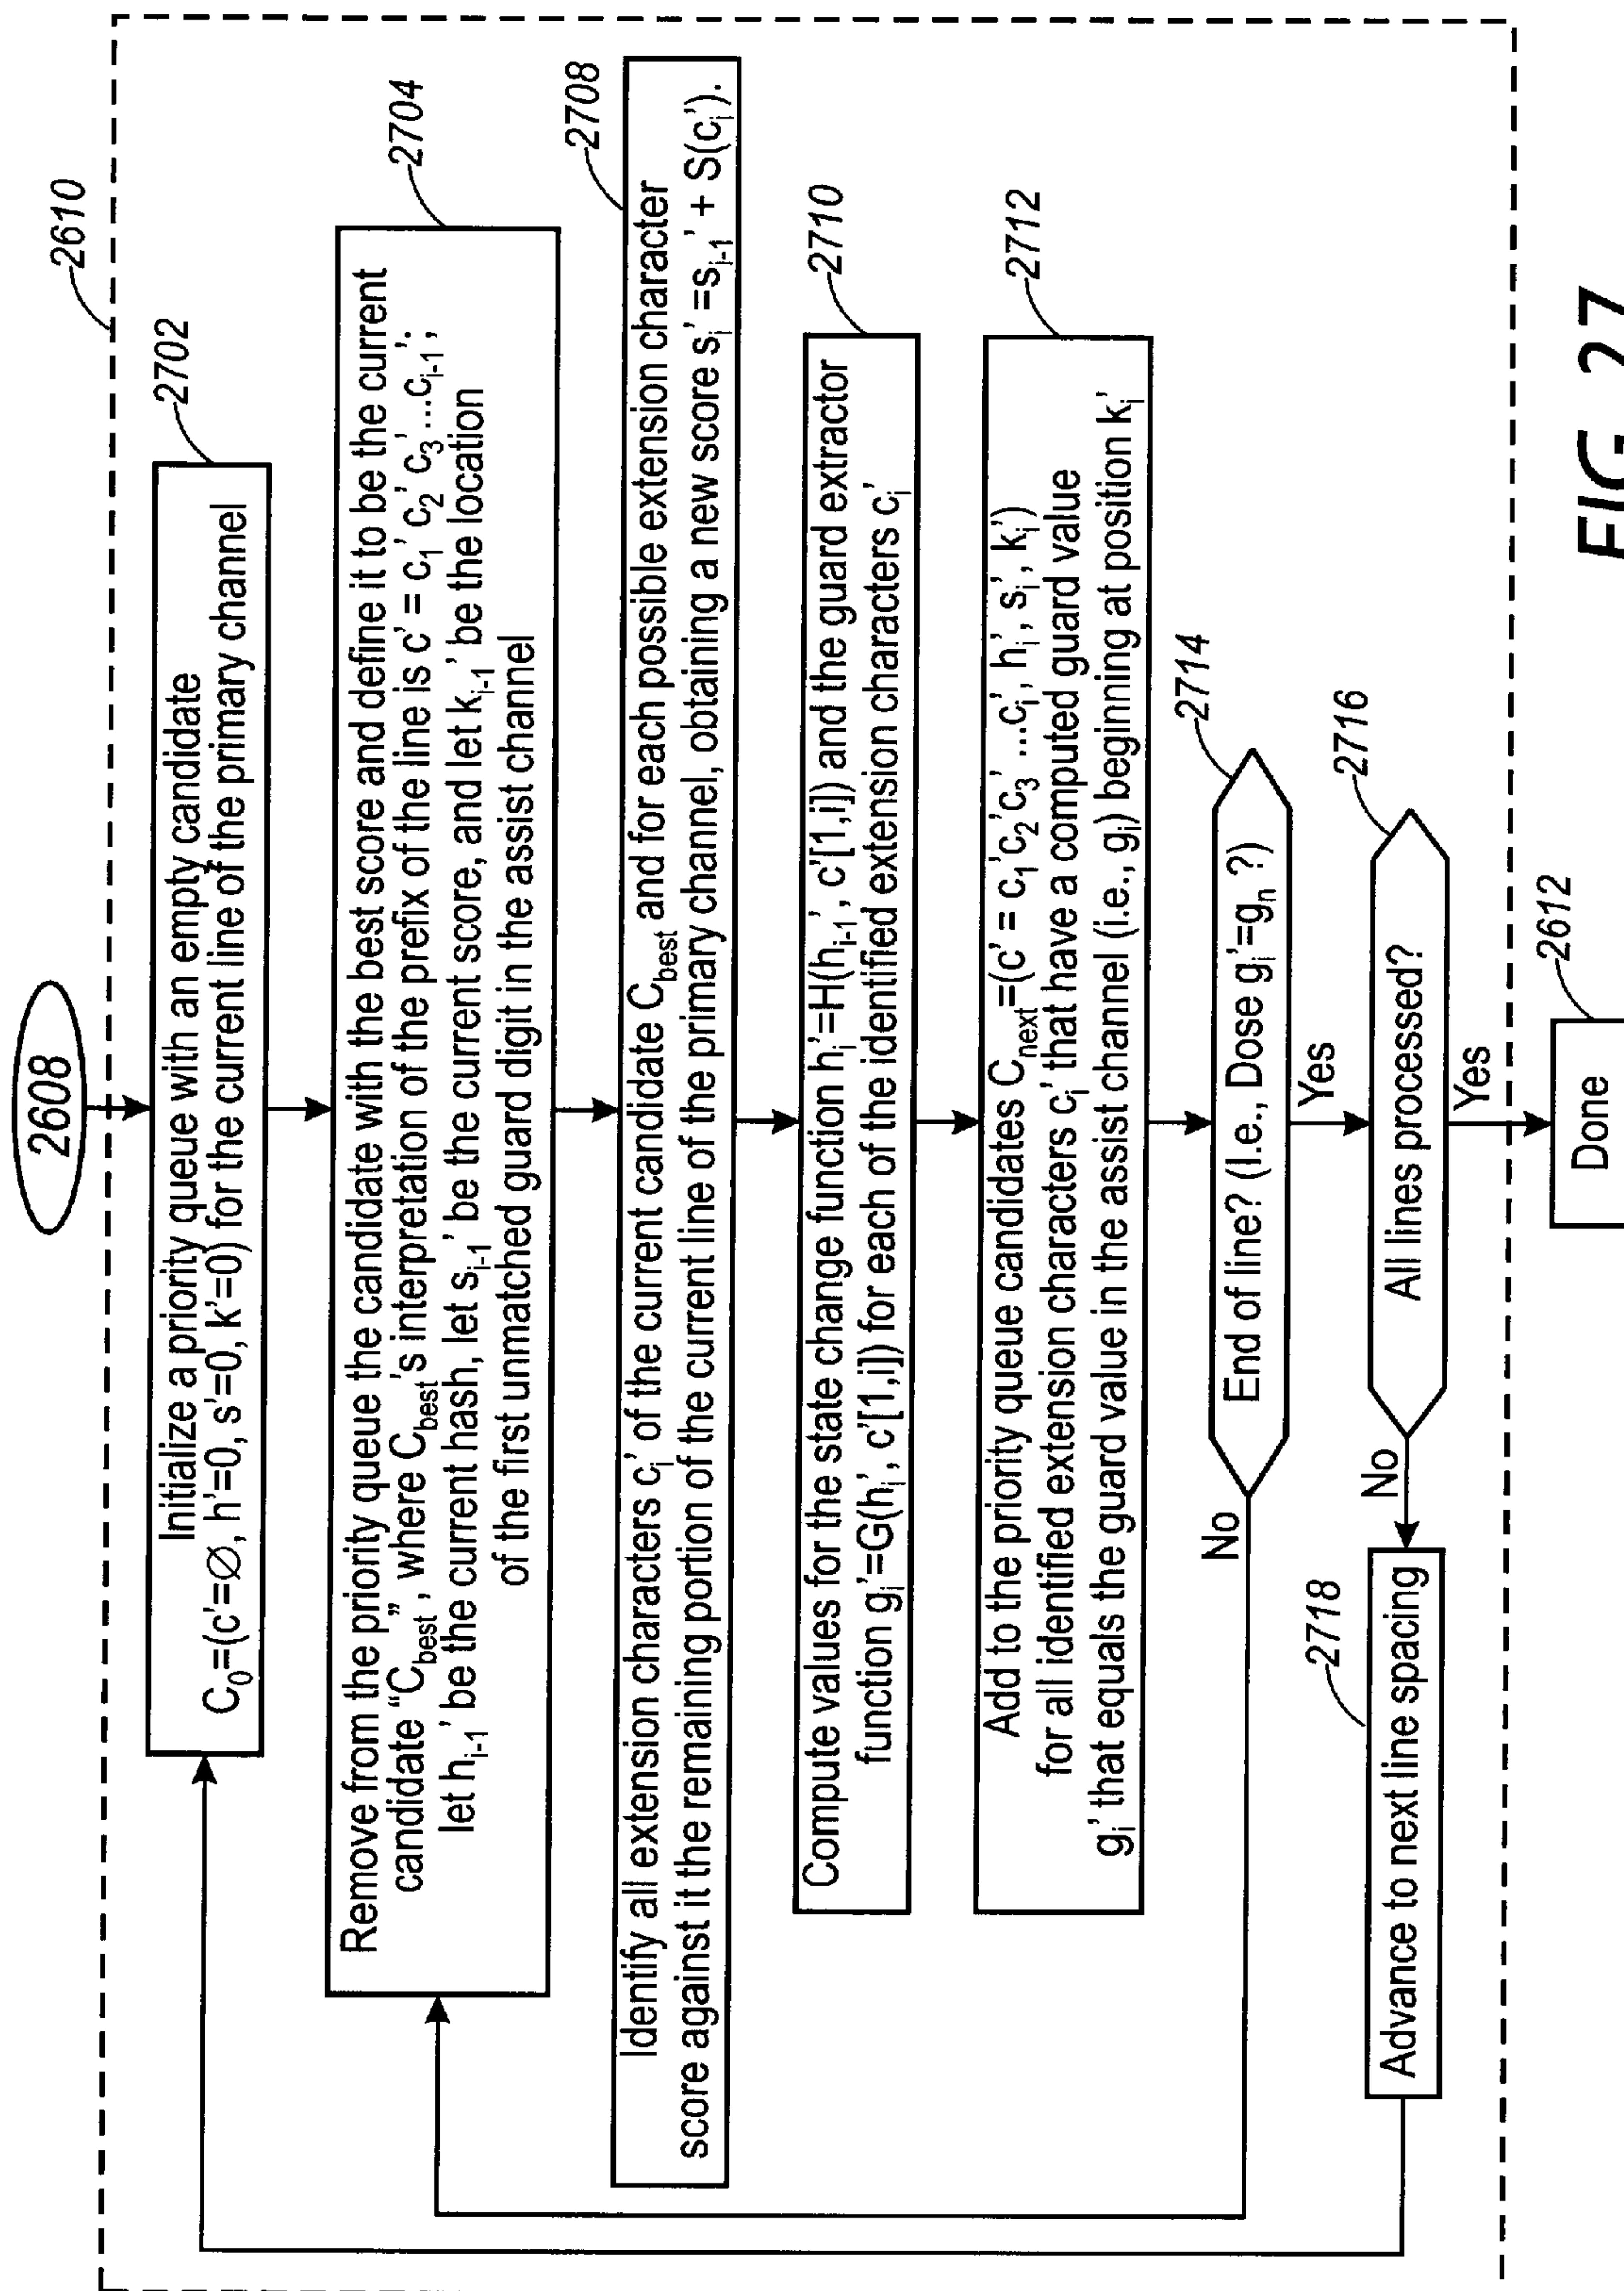 2608
2610
2702
Initialize a priority queue with an empty candidate
C0=(c'=∅, h'=0, s'=0, k'=0) for the current line of the primary channel
2704
Remove from the priority queue the candidate with the best score and define it to be the current
candidate "Cbest", where Cbest's interpretation of the prefix of the line is c' = c1' c2' c3'...ci-1';
let hi-1' be the current hash, let si-1' be the current score, and let ki-1' be the location
of the first unmatched guard digit in the assist channel
2708
Identify all extension characters ci' of the current candidate Cbest and for each possible extension character
score against it the remaining portion of the current line of the primary channel, obtaining a new score si' =si-1' + S(ci').
2710
Compute values for the state change function hi'=H(hi-1', c'[1,i]) and the guard extractor
function gi'=G(hi', c'[1,i]) for each of the identified extension characters ci'
2712
Add to the priority queue candidates Cnext=(c' = c1'c2'c3' ...ci', hi', si', ki')
for all identified extension characters ci' that have a computed guard value
gi' that equals the guard value in the assist channel (i.e., gi) beginning at position ki'
2714
End of line? (I.e., Dose gi'=gn ?)
No
Yes
2716
All lines processed?
No
Yes
2718
Advance to next line spacing
2612
Done
FIG. 27